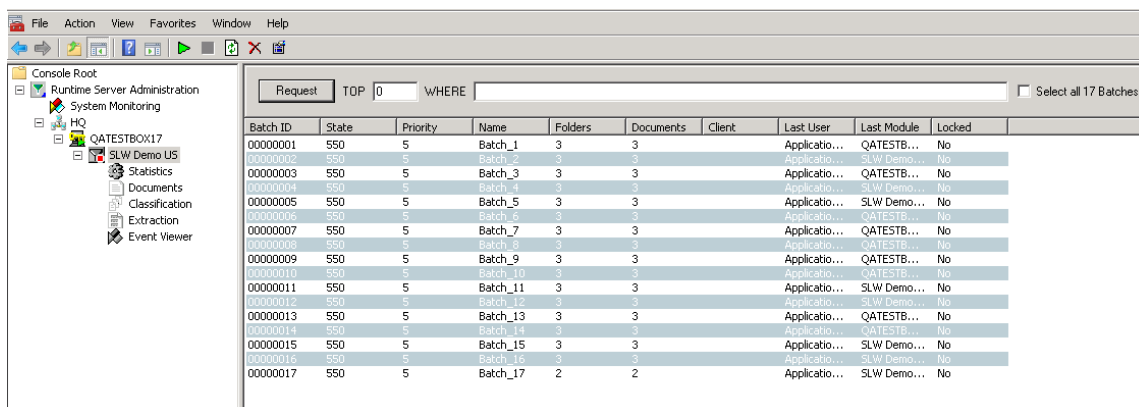 File Action View Favorites Window Help
Console Root
Runtime Server Administration
System Monitoring
HQ
QATESTBOX17
SLW Demo US
Statistics
Documents
Classification
Extraction
Event Viewer
Request TOP 0 WHERE Select all 17 Batches
Batch ID State Priority Name Folders Documents Client Last User Last Module Locked
00000001 550 5 Batch_1 3 3 Applicatio... QATESTB... No
00000002 550 5 Batch_2 3 3 Applicatio... SLW Demo... No
00000003 550 5 Batch_3 3 3 Applicatio... QATESTB... No
00000004 550 5 Batch_4 3 3 Applicatio... SLW Demo... No
00000005 550 5 Batch_5 3 3 Applicatio... SLW Demo... No
00000006 550 5 Batch_6 3 3 Applicatio... QATESTB... No
00000007 550 5 Batch_7 3 3 Applicatio... QATESTB... No
00000008 550 5 Batch_8 3 3 Applicatio... QATESTB... No
00000009 550 5 Batch_9 3 3 Applicatio... QATESTB... No
00000010 550 5 Batch_10 3 3 Applicatio... QATESTB... No
00000011 550 5 Batch_11 3 3 Applicatio... SLW Demo... No
00000012 550 5 Batch_12 3 3 Applicatio... SLW Demo... No
00000013 550 5 Batch_13 3 3 Applicatio... QATESTB... No
00000014 550 5 Batch_14 3 3 Applicatio... QATESTB... No
00000015 550 5 Batch_15 3 3 Applicatio... SLW Demo... No
00000016 550 5 Batch_16 3 3 Applicatio... SLW Demo... No
00000017 550 5 Batch_17 2 2 Applicatio... SLW Demo... No